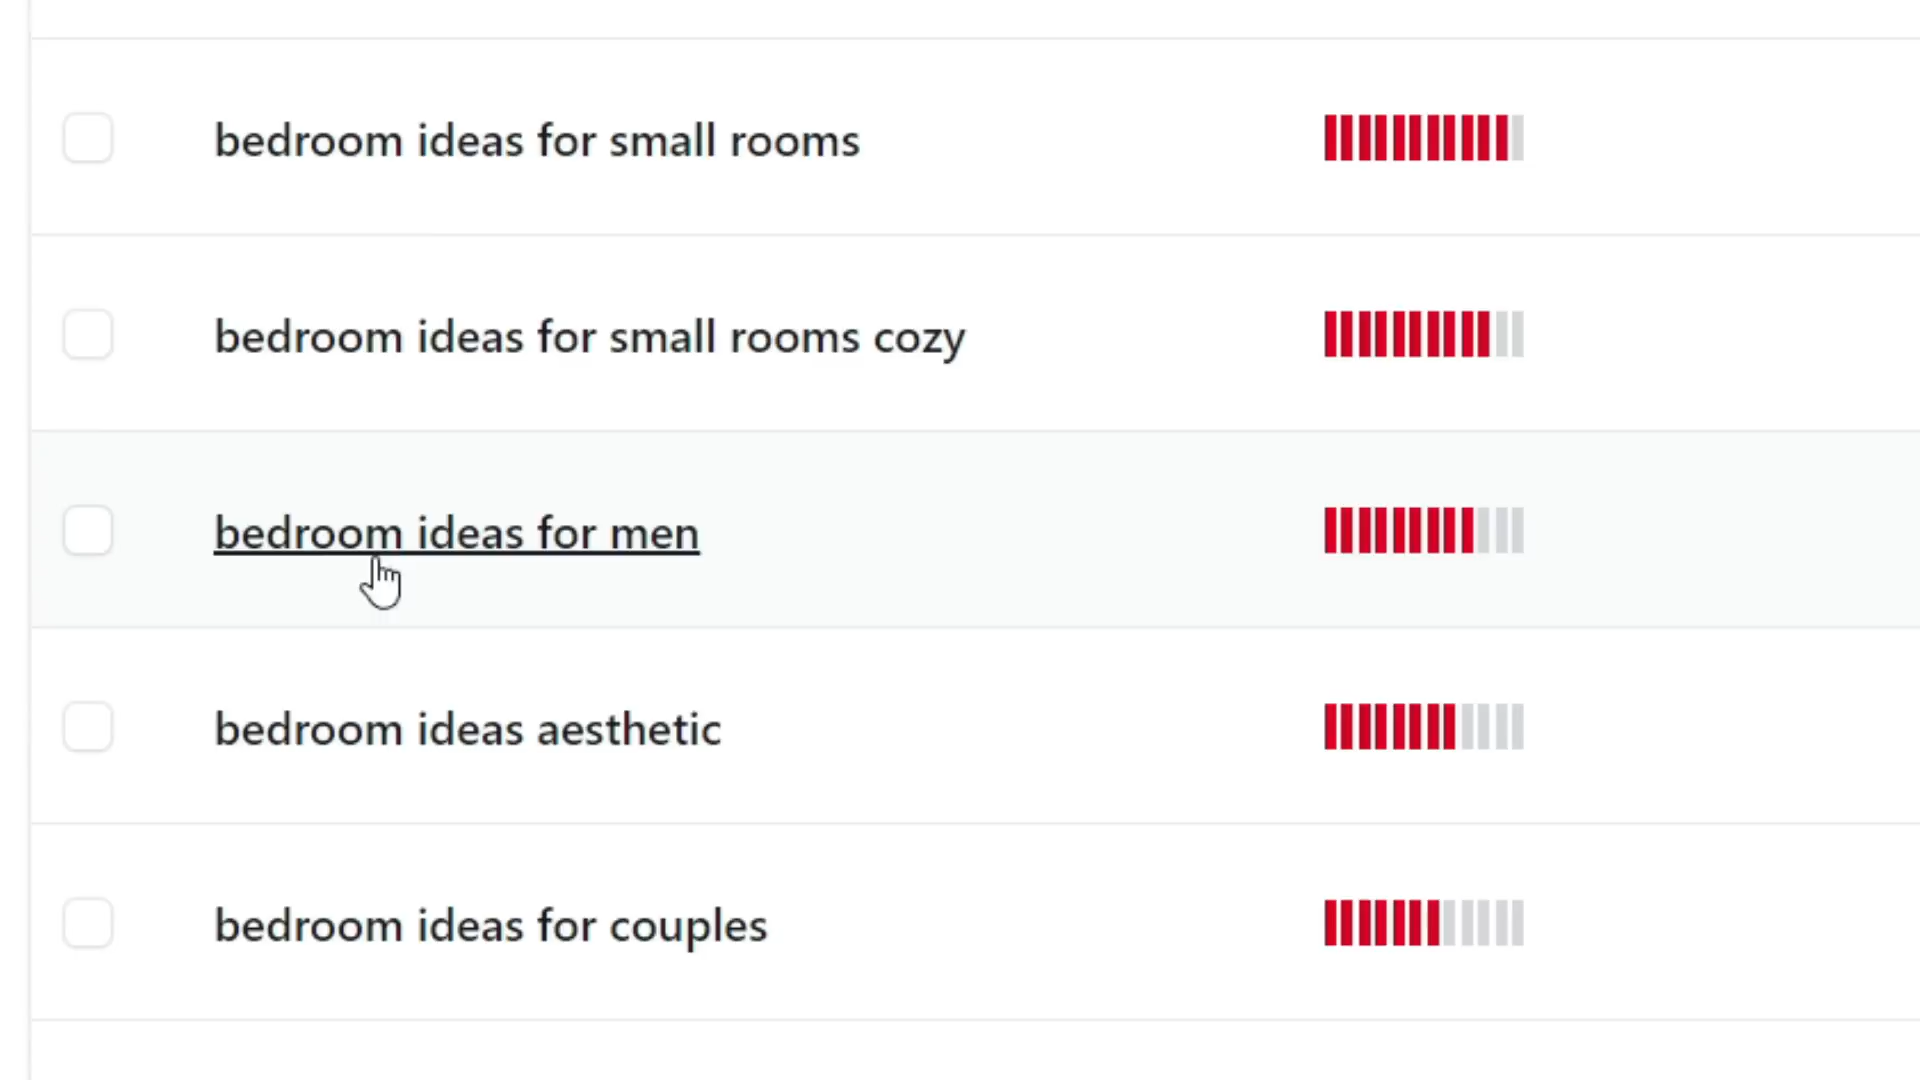 bedroom ideas for small rooms
bedroom ideas for small rooms cozy
bedroom ideas for men
bedroom ideas aesthetic
bedroom ideas for couples